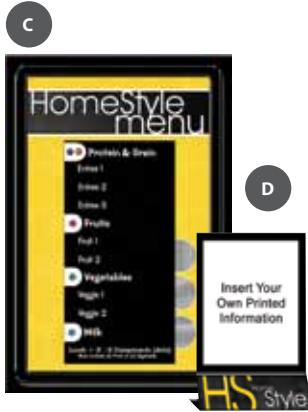 C
HomeStyle
menu
Protein & Grain
Entree 1
Entree 2
Entree 3
Fruits
Fruit 1
Fruit 2
Vegetables
Veggie 1
Veggie 2
Milk
D
Insert Your
Own Printed
Information
HS
Home
Style